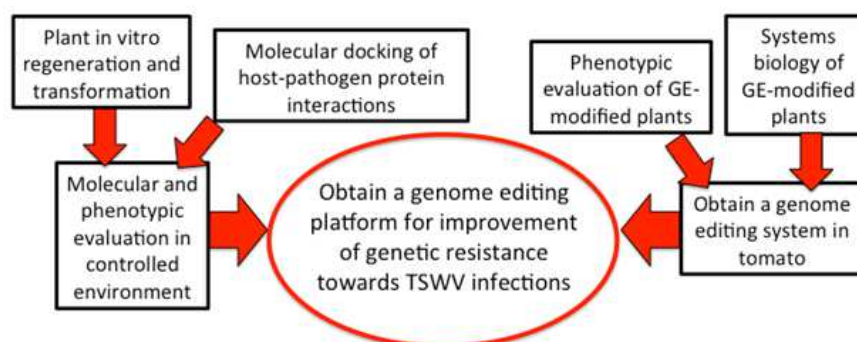 Plant in vitro
regeneration and
transformation
Molecular docking of
host-pathogen protein
interactions
Molecular and
phenotypic
evaluation in
controlled
environment
Obtain a genome editing
platform for improvement
of genetic resistance
towards TSWV infections
Phenotypic
evaluation of GE-
modified plants
Systems
biology of
GE-modified
plants
Obtain a genome
editing system in
tomato